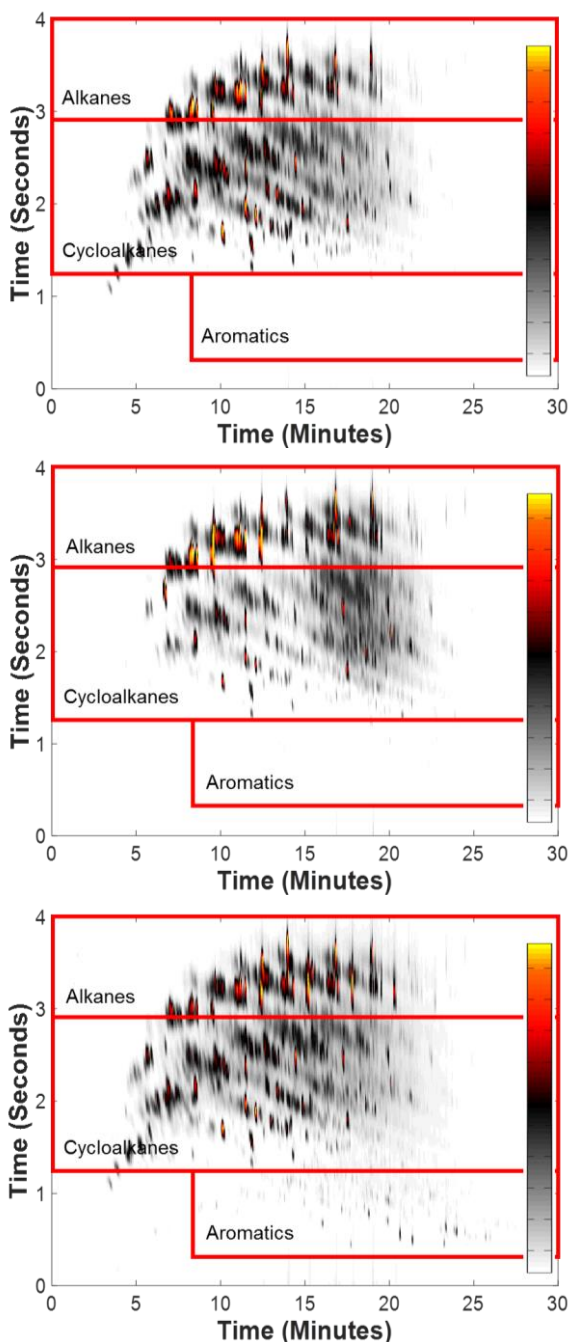 4
Alkanes
3
2
Cycloalkanes
1
Aromatics
0
0 5 10 15 20 25 30
Time (Seconds)
Time (Minutes)
4
Alkanes
3
2
Cycloalkanes
1
Aromatics
0
0 5 10 15 20 25 30
Time (Seconds)
Time (Minutes)
4
Alkanes
3
2
Cycloalkanes
1
Aromatics
0
0 5 10 15 20 25 30
Time (Seconds)
Time (Minutes)